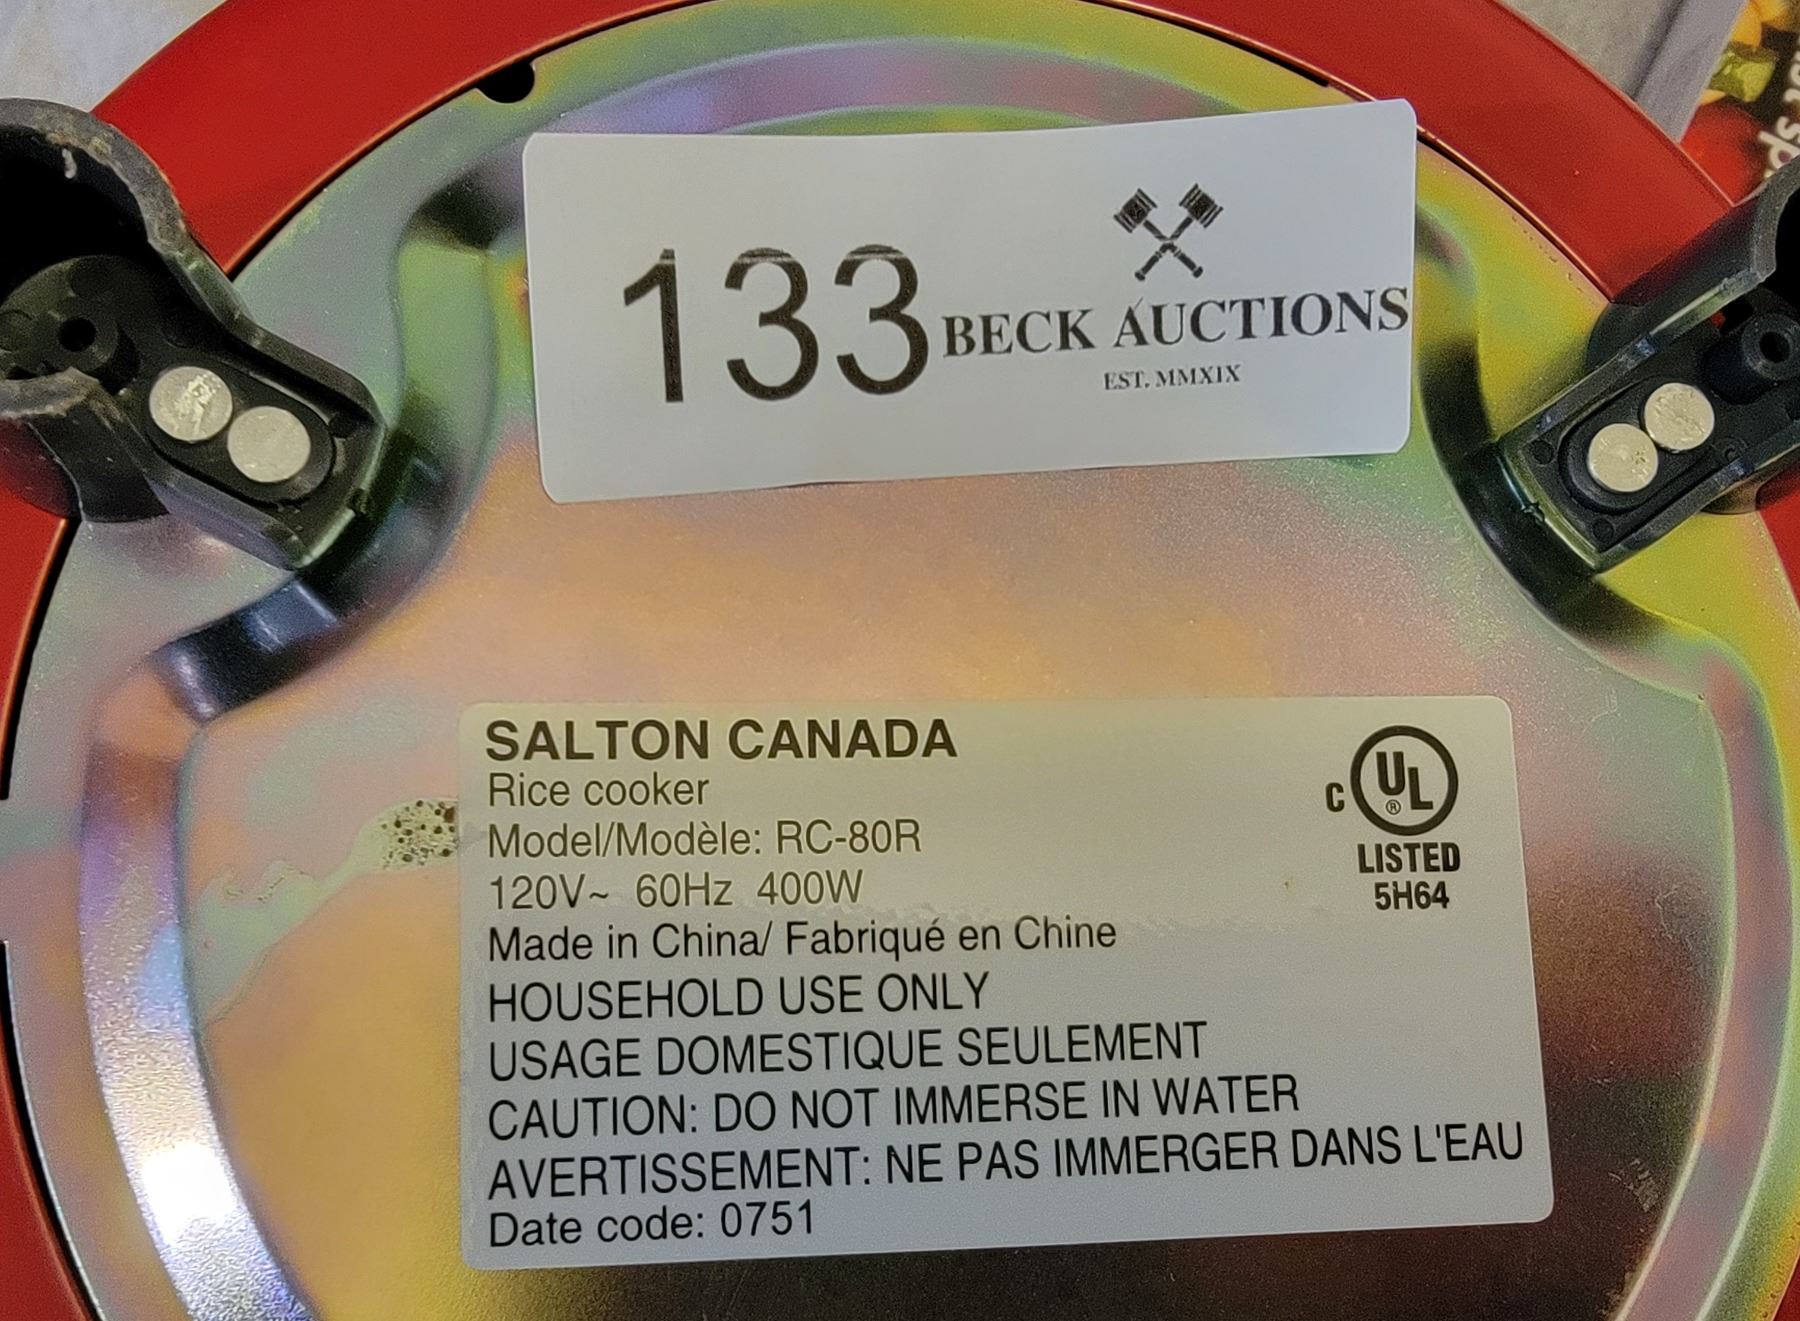 133
BECK AUCTIONS
EST. MMXIX
SALTON CANADA
Rice cooker
Model/Modèle: RC-80R
120V~ 60Hz 400W
Made in China/ Fabriqué en Chine
HOUSEHOLD USE ONLY
USAGE DOMESTIQUE SEULEMENT
CAUTION: DO NOT IMMERSE IN WATER
AVERTISSEMENT: NE PAS IMMERGER DANS L'EAU
Date code: 0751
C UL ®
LISTED
5H64